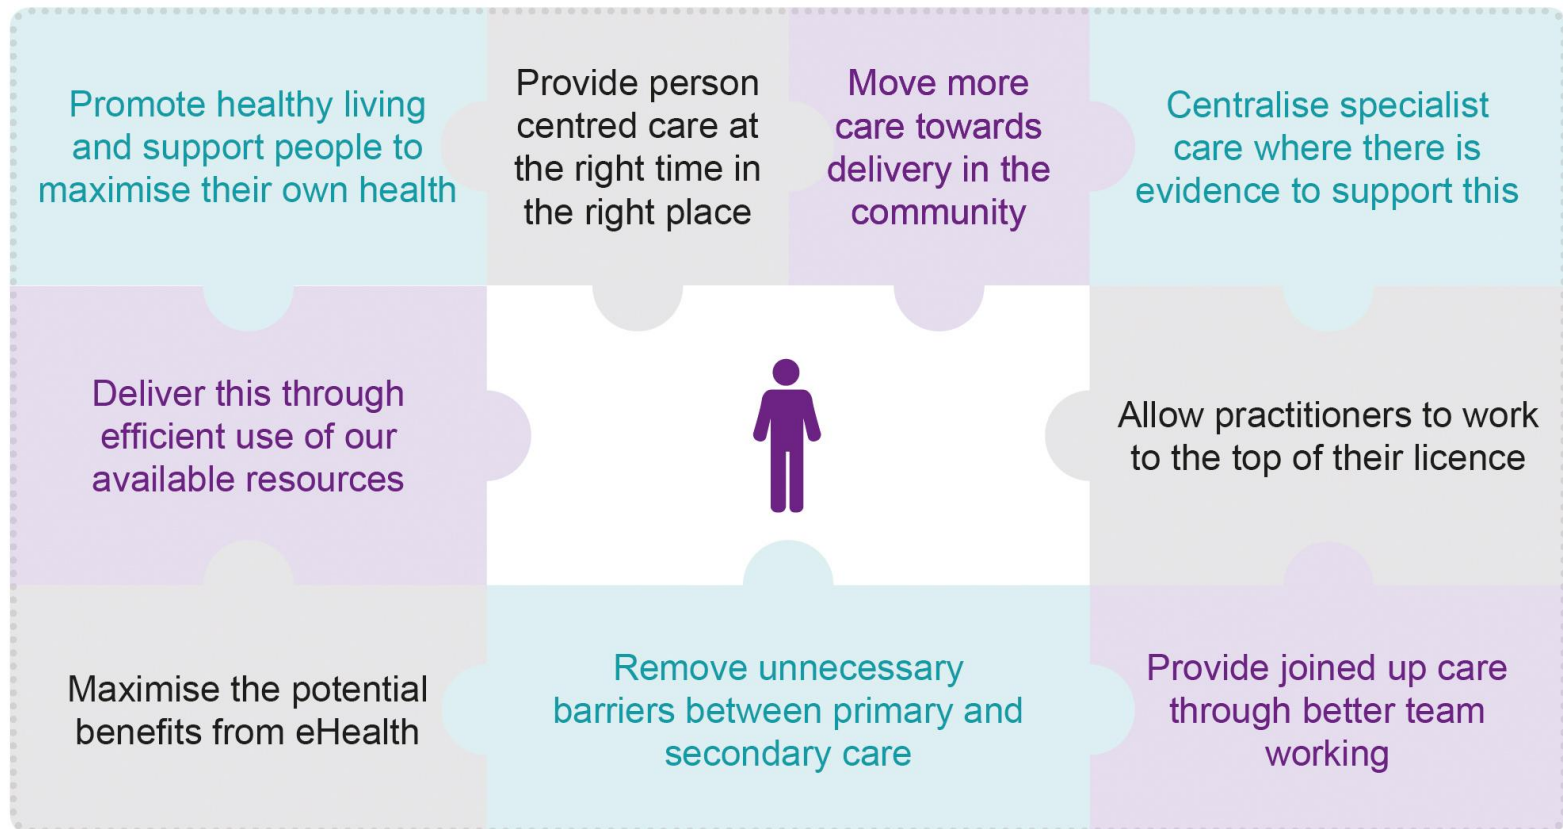 Promote healthy living
and support people to
maximise their own health
Provide person
centred care at
the right time in
the right place
Move more
care towards
delivery in the
community
Centralise specialist
care where there is
evidence to support this
Deliver this through
efficient use of our
available resources
Allow practitioners to work
to the top of their licence
Maximise the potential
benefits from eHealth
Remove unnecessary
barriers between primary and
secondary care
Provide joined up care
through better team
working